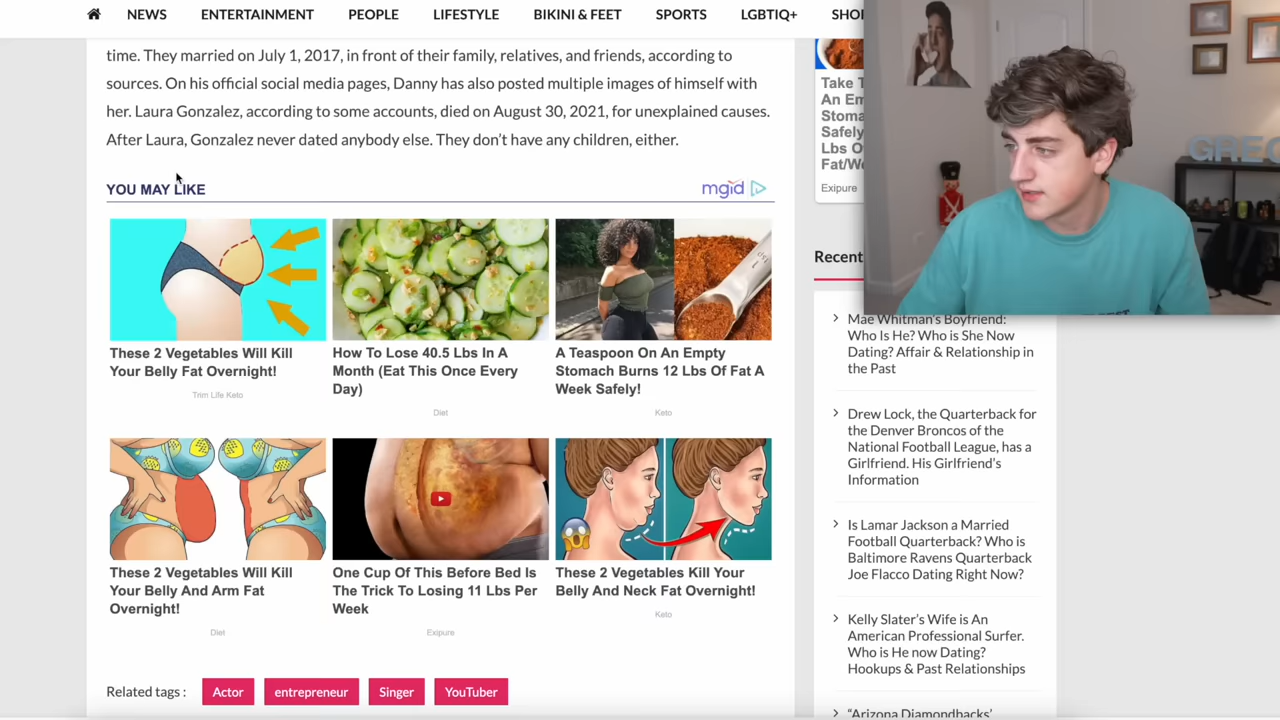 NEWS
ENTERTAINMENT
PEOPLE
LIFESTYLE
BIKINI & FEET
SPORTS
LGBTIQ+
time. They married on July 1, 2017, in front of their family, relatives, and friends, according to
sources. On his official social media pages, Danny has also posted multiple images of himself with
her. Laura Gonzalez, according to some accounts, died on August 30, 2021, for unexplained causes.
After Laura, Gonzalez never dated anybody else. They don't have any children, either.
YOU MAY LIKE
mgid
These 2 Vegetables Will Kill
Your Belly Fat Overnight!
Trim Life Keto
How To Lose 40.5 Lbs In A
Month (Eat This Once Every
Day)
Diet
A Teaspoon On An Empty
Stomach Burns 12 Lbs Of Fat A
Week Safely!
Keto
These 2 Vegetables Will Kill
Your Belly And Arm Fat
Overnight!
Diet
One Cup Of This Before Bed Is
The Trick To Losing 11 Lbs Per
Week
Exipure
These 2 Vegetables Kill Your
Belly And Neck Fat Overnight!
Keto
Related tags :
Actor
entrepreneur
Singer
YouTuber
Take
An
Safely
Lbs
Fat/
Exipure
Recent
Mae Whitman's Boyfriend:
Who Is He? Who is She Now
Dating? Affair & Relationship in
the Past
Drew Lock, the Quarterback for
the Denver Broncos of the
National Football League, has a
Girlfriend. His Girlfriend's
Information
Is Lamar Jackson a Married
Football Quarterback? Who is
Baltimore Ravens Quarterback
Joe Flacco Dating Right Now?
Kelly Slater's Wife is An
American Professional Surfer.
Who is He now Dating?
Hookups & Past Relationships
"Arizona Diamondbacks'
GREG